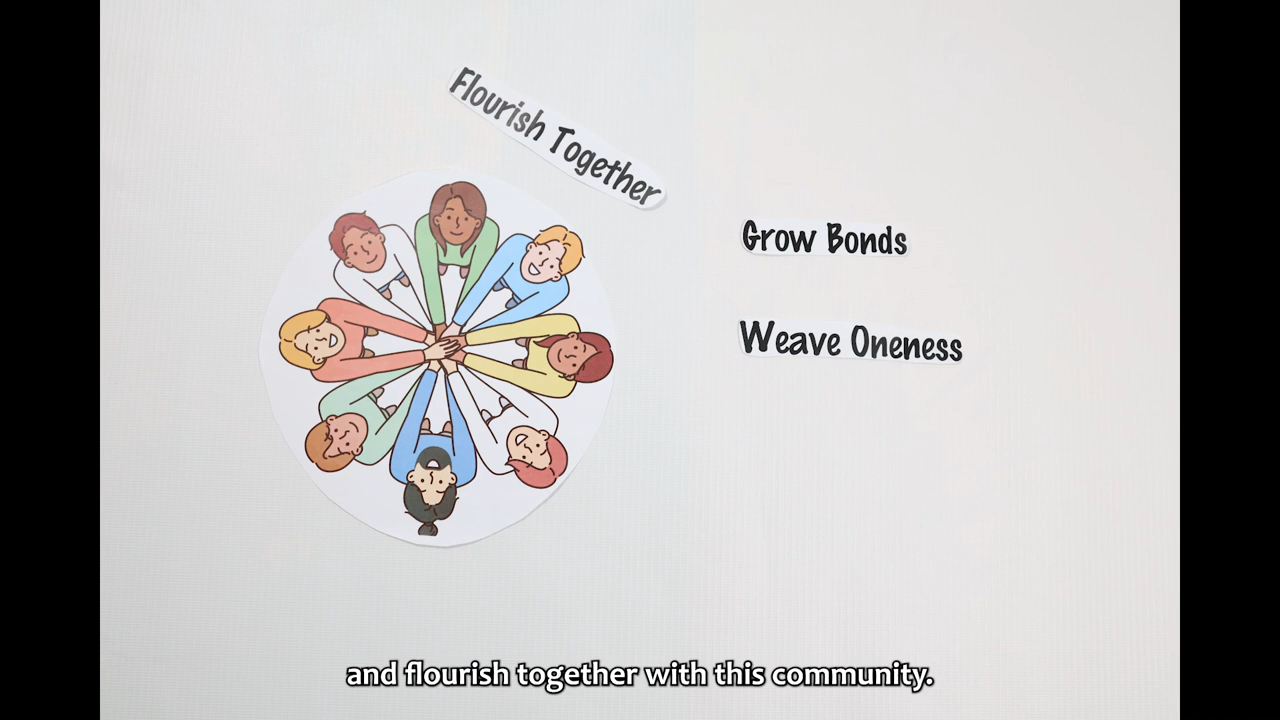 Flourish Together
Grow Bonds
Weave Oneness
and flourish together with this community.